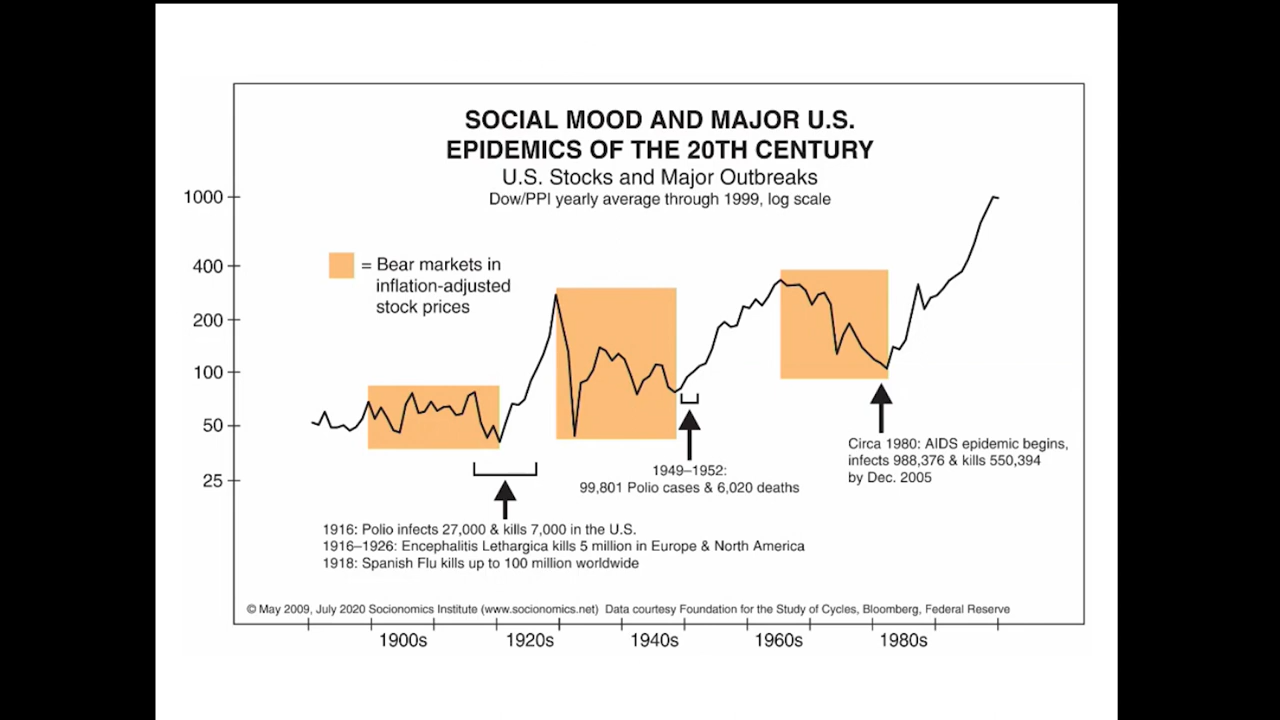 SOCIAL MOOD AND MAJOR U.S.
EPIDEMICS OF THE 20TH CENTURY
U.S. Stocks and Major Outbreaks
Dow/PPI yearly average through 1999, log scale
1000
400
200
100
50
25
= Bear markets in
inflation-adjusted
stock prices
Circa 1980: AIDS epidemic begins,
infects 988,376 & kills 550,394
by Dec. 2005
1949–1952:
99,801 Polio cases & 6,020 deaths
1916: Polio infects 27,000 & kills 7,000 in the U.S.
1916–1926: Encephalitis Lethargica kills 5 million in Europe & North America
1918: Spanish Flu kills up to 100 million worldwide
© May 2009, July 2020 Socionomics Institute (www.socionomics.net) Data courtesy Foundation for the Study of Cycles, Bloomberg, Federal Reserve
1900s 1920s 1940s 1960s 1980s